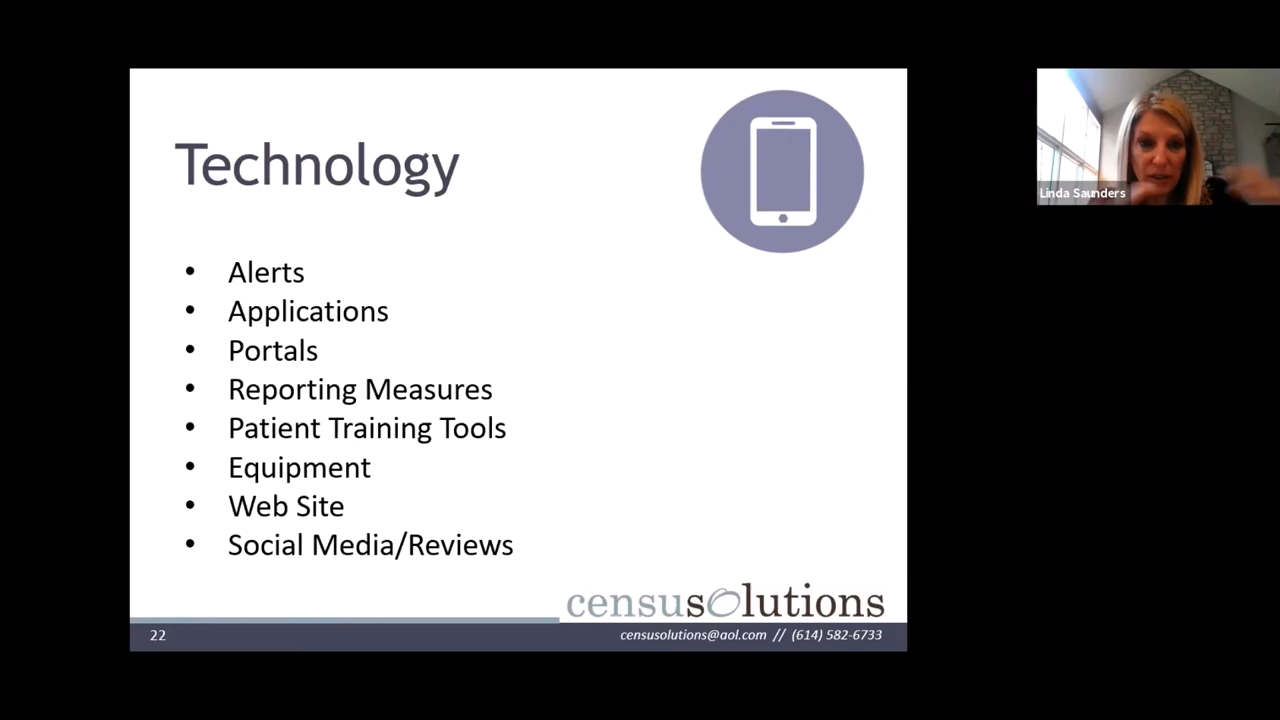 Technology
Linda Saunders
• Alerts
• Applications
• Portals
• Reporting Measures
• Patient Training Tools
• Equipment
• Web Site
• Social Media/Reviews
censusolutions
22
censusolutions@aol.com // (614) 582-6733